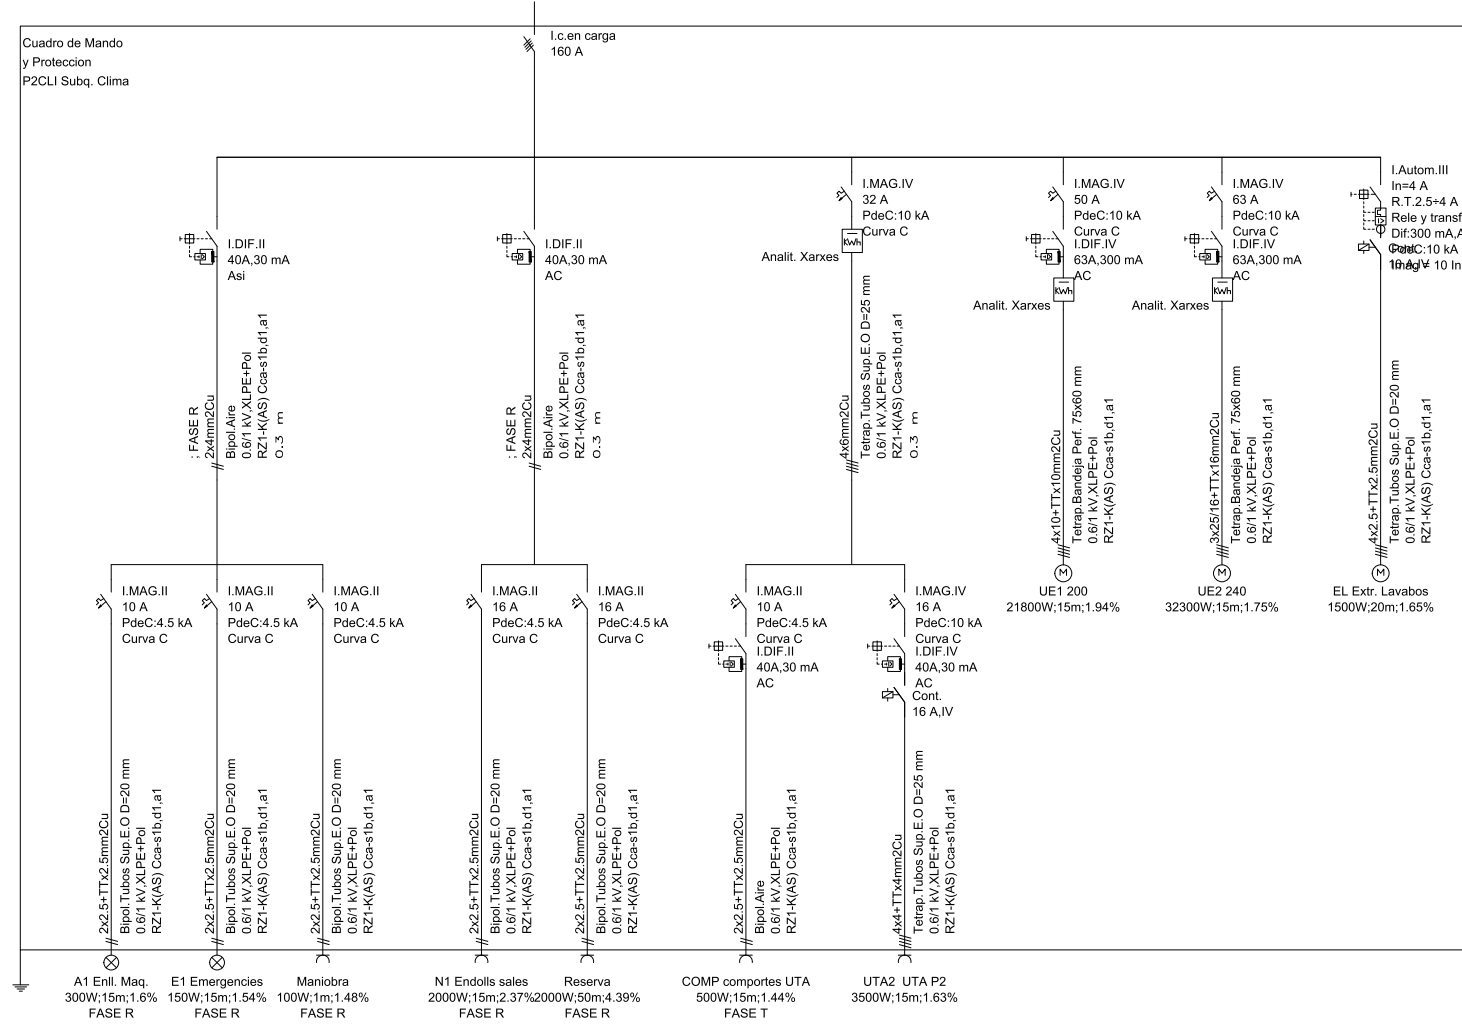 Cuadro de Mando
y Proteccion
P2CLI Subq. Clima
I.c.en carga
160 A
I.DIF.II
40A,30 mA
Asi
; FASE R
2x4mm2Cu
Bipol.Aire
0.6/1 kV,XLPE+Pol
RZ1-K(AS) Cca-s1b,d1,a1
0.3 m
I.DIF.II
40A,30 mA
AC
; FASE R
2x4mm2Cu
Bipol.Aire
0.6/1 kV,XLPE+Pol
RZ1-K(AS) Cca-s1b,d1,a1
0.3 m
I.MAG.IV
32 A
PdeC:10 kA
Curva C
kWh
Analit. Xarxes
4x6mm2Cu
Tetrap.Tubos Sup.E.O D=25 mm
0.6/1 kV,XLPE+Pol
RZ1-K(AS) Cca-s1b,d1,a1
0.3 m
I.MAG.IV
50 A
PdeC:10 kA
Curva C
I.DIF.IV
63A,300 mA
AC
kWh
Analit. Xarxes
4x10+TTx10mm2Cu
Tetrap.Bandeja Perf. 75x60 mm
0.6/1 kV,XLPE+Pol
RZ1-K(AS) Cca-s1b,d1,a1
M
UE1 200
21800W;15m;1.94%
I.MAG.IV
63 A
PdeC:10 kA
Curva C
I.DIF.IV
63A,300 mA
AC
kWh
Analit. Xarxes
3x25/16+TTx16mm2Cu
Tetrap.Bandeja Perf. 75x60 mm
0.6/1 kV,XLPE+Pol
RZ1-K(AS) Cca-s1b,d1,a1
M
UE2 240
32300W;15m;1.75%
I.Autom.III
In=4 A
R.T.2.5÷4 A
Rele y transf
Dif:300 mA,A
PdeC:10 kA
Imag = 10 In
Cont.
10 A,IV
4x2.5+TTx2.5mm2Cu
Tetrap.Tubos Sup.E.O D=20 mm
0.6/1 kV,XLPE+Pol
RZ1-K(AS) Cca-s1b,d1,a1
M
EL Extr. Lavabos
1500W;20m;1.65%
I.MAG.II
10 A
PdeC:4.5 kA
Curva C
2x2.5+TTx2.5mm2Cu
Bipol.Tubos Sup.E.O D=20 mm
0.6/1 kV,XLPE+Pol
RZ1-K(AS) Cca-s1b,d1,a1
A1 Enll. Maq.
300W;15m;1.6%
FASE R
I.MAG.II
10 A
PdeC:4.5 kA
Curva C
2x2.5+TTx2.5mm2Cu
Bipol.Tubos Sup.E.O D=20 mm
0.6/1 kV,XLPE+Pol
RZ1-K(AS) Cca-s1b,d1,a1
E1 Emergencies
150W;15m;1.54%
FASE R
I.MAG.II
10 A
PdeC:4.5 kA
Curva C
2x2.5+TTx2.5mm2Cu
Bipol.Tubos Sup.E.O D=20 mm
0.6/1 kV,XLPE+Pol
RZ1-K(AS) Cca-s1b,d1,a1
Maniobra
100W;1m;1.48%
FASE R
I.MAG.II
16 A
PdeC:4.5 kA
Curva C
2x2.5+TTx2.5mm2Cu
Bipol.Tubos Sup.E.O D=20 mm
0.6/1 kV,XLPE+Pol
RZ1-K(AS) Cca-s1b,d1,a1
N1 Endolls sales
2000W;15m;2.37%
FASE R
I.MAG.II
16 A
PdeC:4.5 kA
Curva C
2x2.5+TTx2.5mm2Cu
Bipol.Tubos Sup.E.O D=20 mm
0.6/1 kV,XLPE+Pol
RZ1-K(AS) Cca-s1b,d1,a1
Reserva
2000W;50m;4.39%
FASE R
I.MAG.II
10 A
PdeC:4.5 kA
Curva C
I.DIF.II
40A,30 mA
AC
2x2.5+TTx2.5mm2Cu
Bipol.Aire
0.6/1 kV,XLPE+Pol
RZ1-K(AS) Cca-s1b,d1,a1
COMP comportes UTA
500W;15m;1.44%
FASE T
I.MAG.IV
16 A
PdeC:10 kA
Curva C
I.DIF.IV
40A,30 mA
AC
Cont.
16 A,IV
4x4+TTx4mm2Cu
Tetrap.Tubos Sup.E.O D=25 mm
0.6/1 kV,XLPE+Pol
RZ1-K(AS) Cca-s1b,d1,a1
UTA2 UTA P2
3500W;15m;1.63%